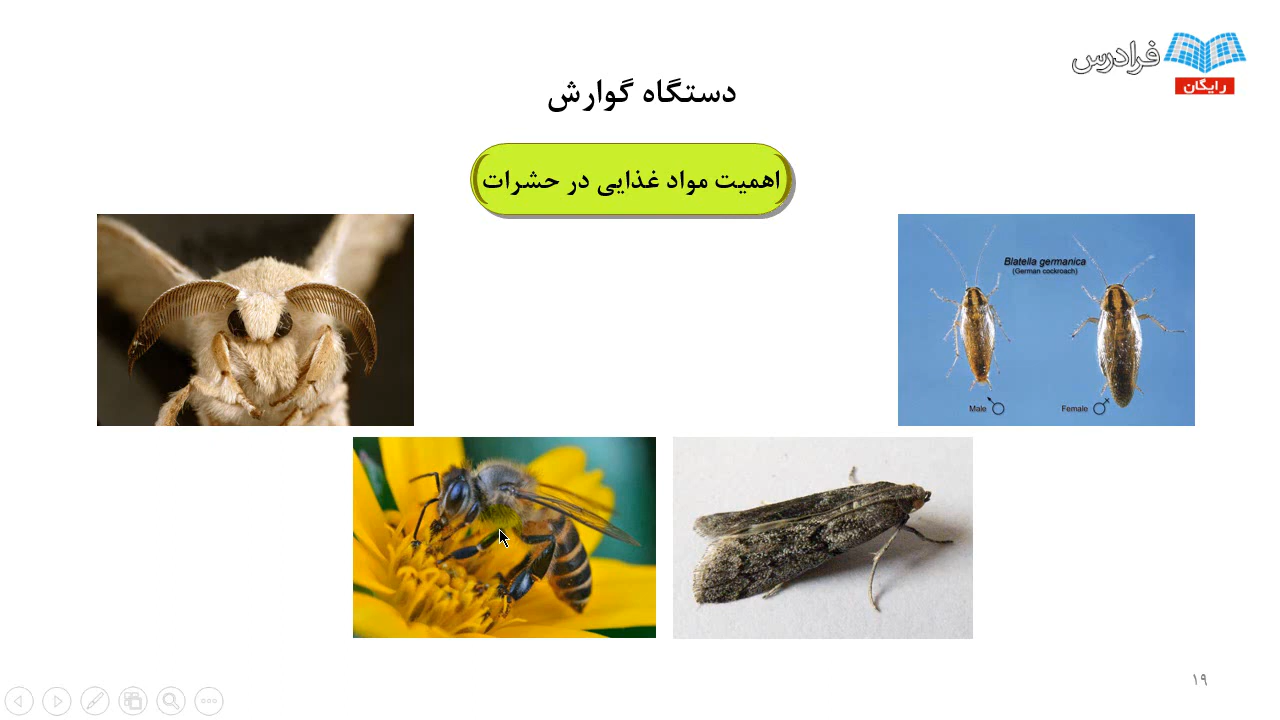 فرادرس
رایگان
دستگاه گوارش
اهمیت مواد غذایی در حشرات
Blatella germanica
(German cockroach)
Male
Female
۱۹